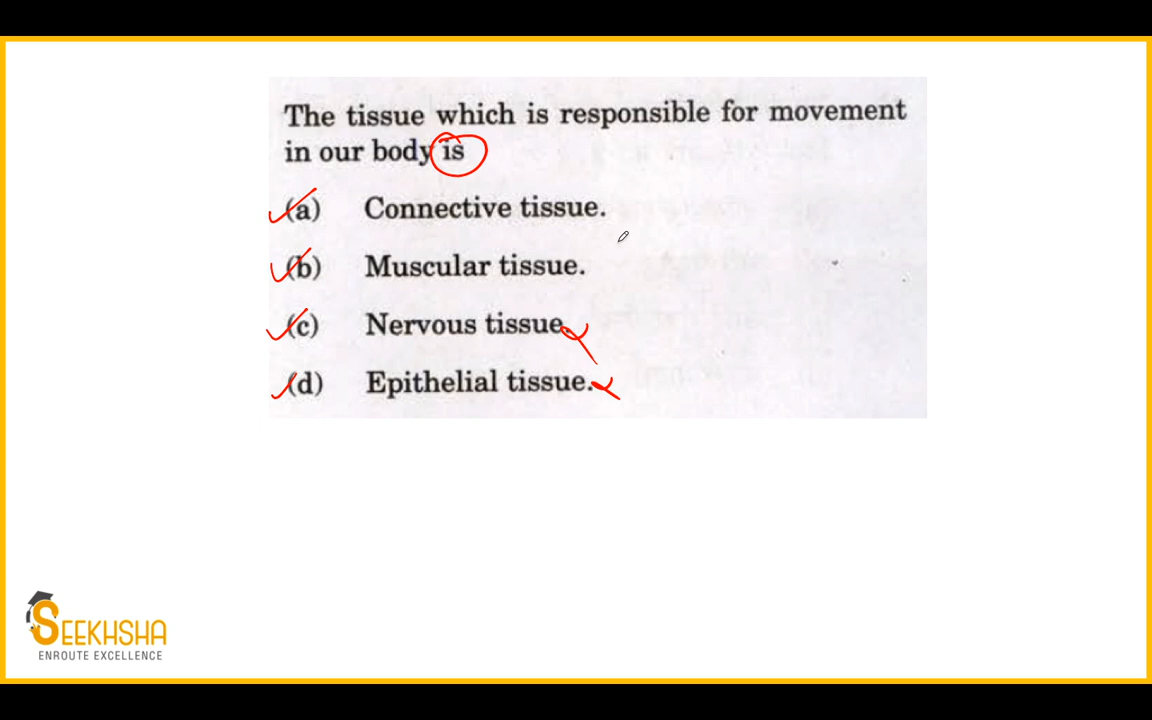 The tissue which is responsible for movement
in our body is
(a) Connective tissue.
(b) Muscular tissue.
(c) Nervous tissue.
(d) Epithelial tissue.
SEEKHSHA
ENROUTE EXCELLENCE